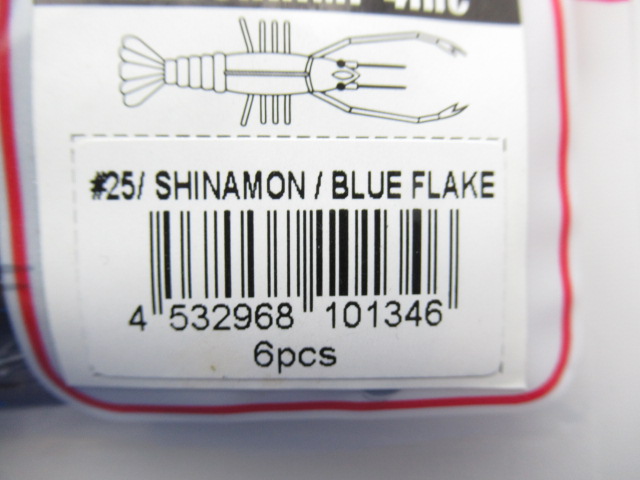 #25/ SHINAMON / BLUE FLAKE
4 532968 101346
6pcs